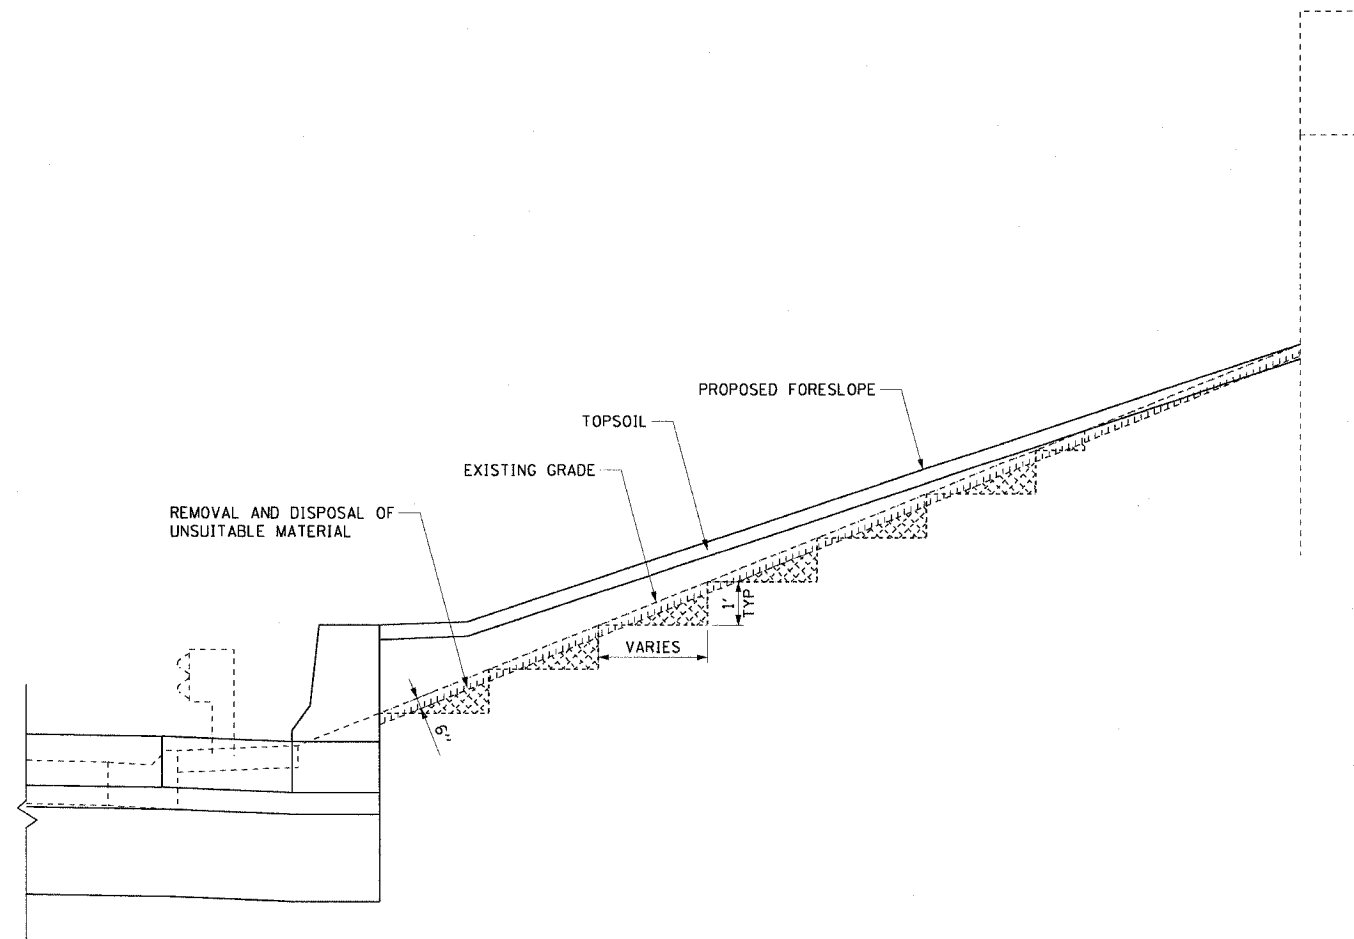 PROPOSED FORESLOPE
TOPSOIL
EXISTING GRADE
REMOVAL AND DISPOSAL OF
UNSUITABLE MATERIAL
1'
TYP
VARIES
6"